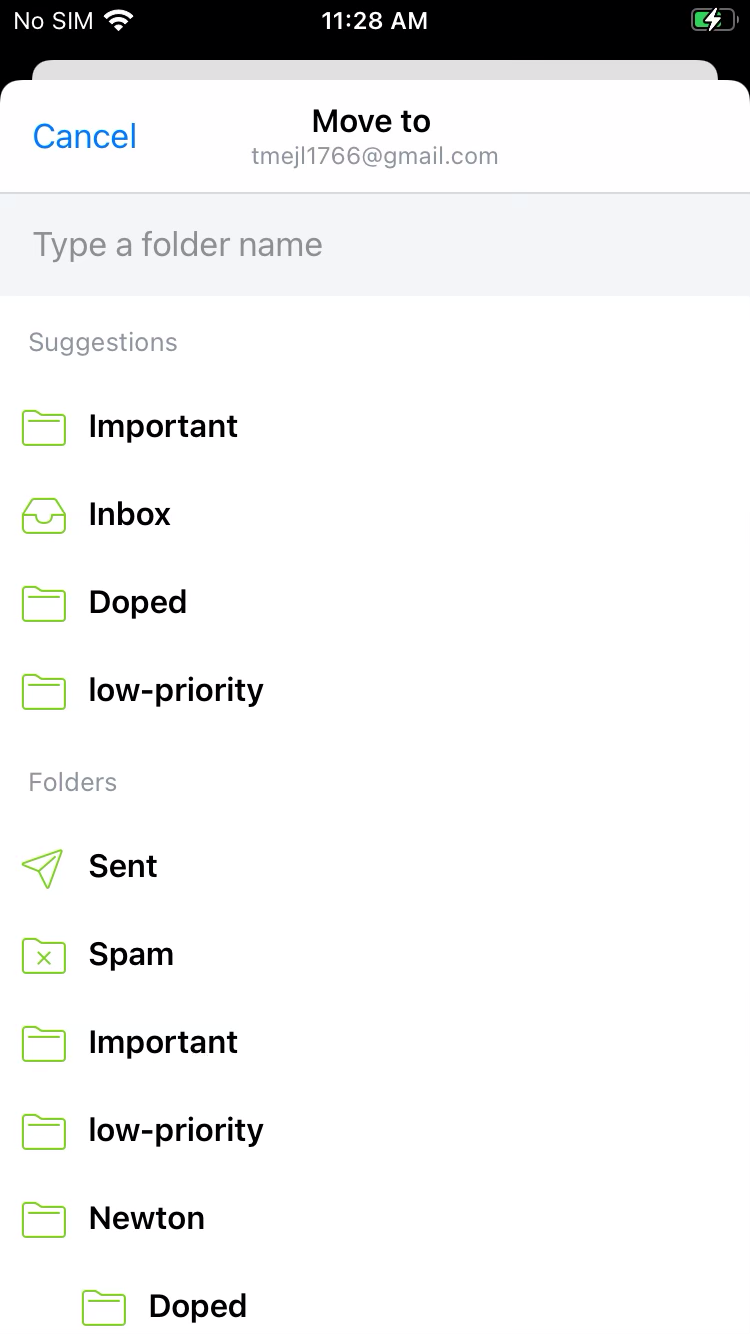 No SIM 11:28 AM
Cancel
Move to
tmejl1766@gmail.com
Type a folder name
Suggestions
Important
Inbox
Doped
low-priority
Folders
Sent
Spam
Important
low-priority
Newton
Doped